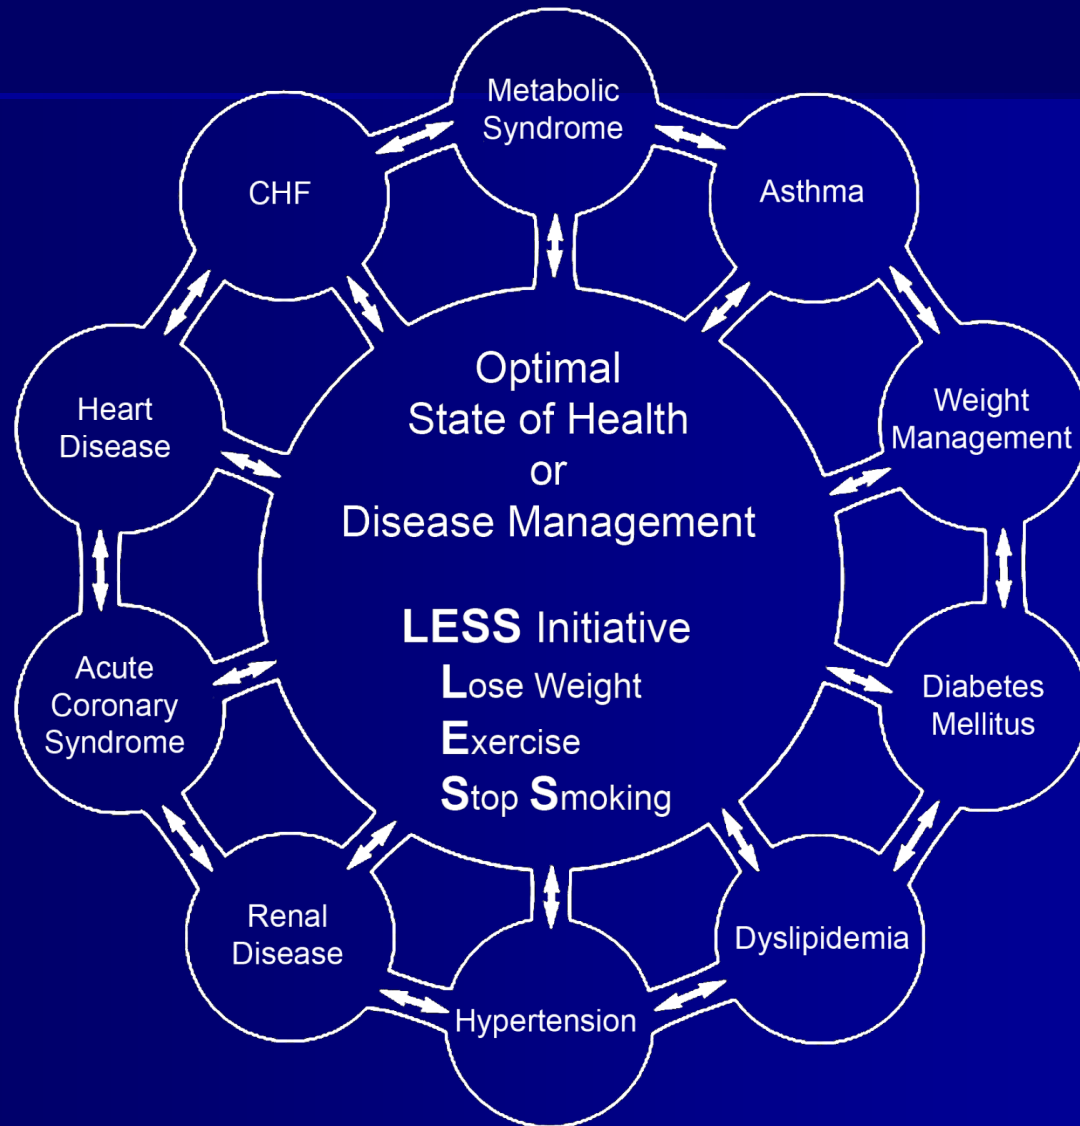 Metabolic
Syndrome
CHF
Asthma
Heart
Disease
Weight
Management
Optimal
State of Health
or
Disease Management
LESS Initiative
Lose Weight
Exercise
Stop Smoking
Acute
Coronary
Syndrome
Diabetes
Mellitus
Renal
Disease
Dyslipidemia
Hypertension